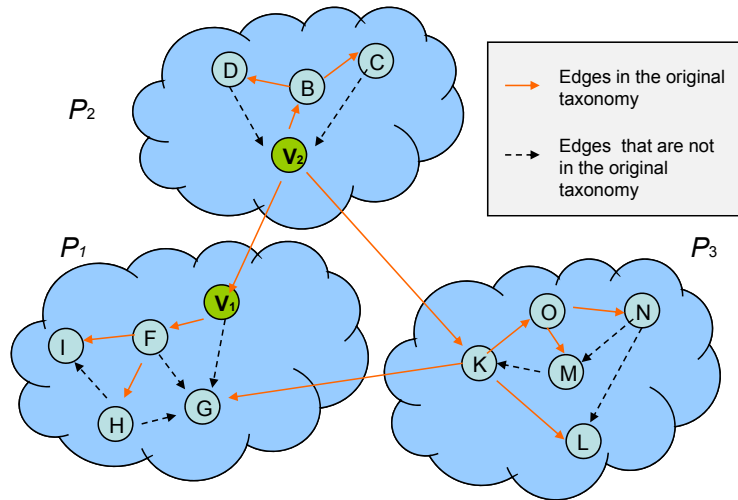 D
C
B
P2
V2
Edges in the original
taxonomy
Edges that are not
in the original
taxonomy
P1
P3
V1
O
N
I
F
K
M
G
H
L